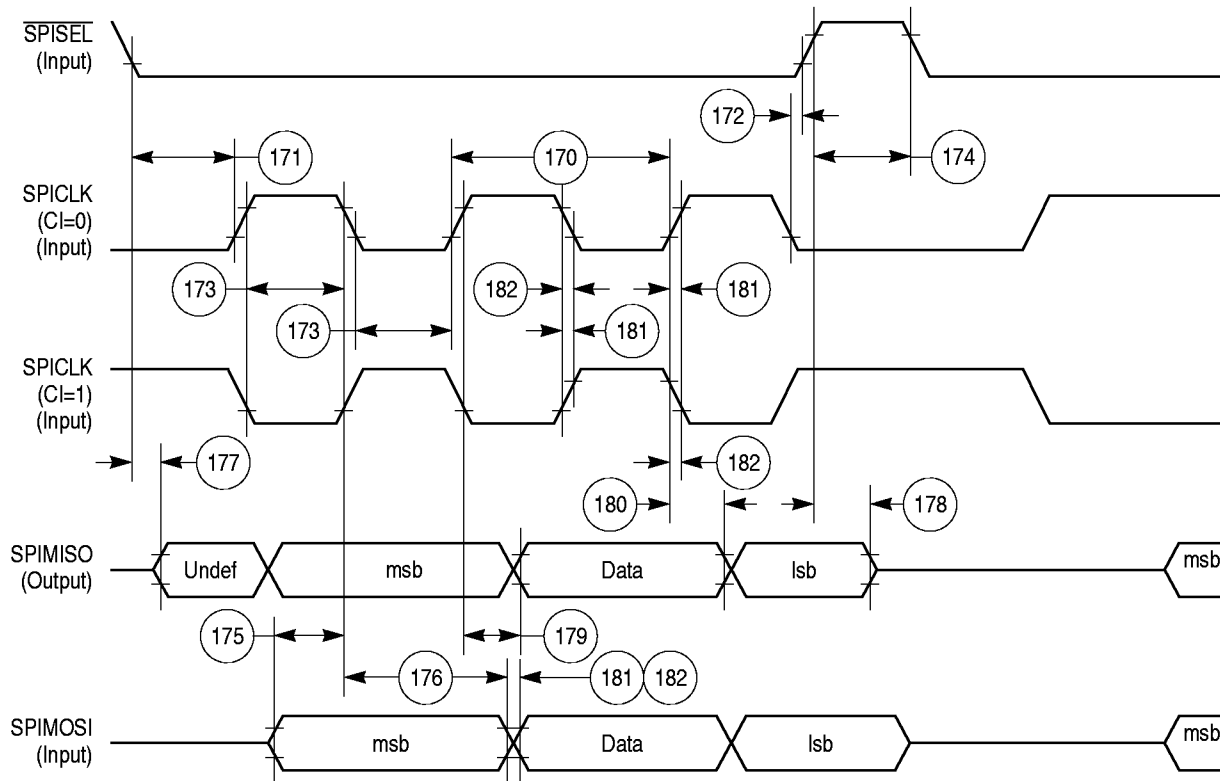 SPISEL
(Input)
172
171
170
174
SPICLK
(CI=0)
(Input)
173
182
181
173
181
SPICLK
(CI=1)
(Input)
177
182
180
178
SPIMISO
(Output)
Undef
msb
Data
lsb
msb
175
179
176
181
182
SPIMOSI
(Input)
msb
Data
lsb
msb